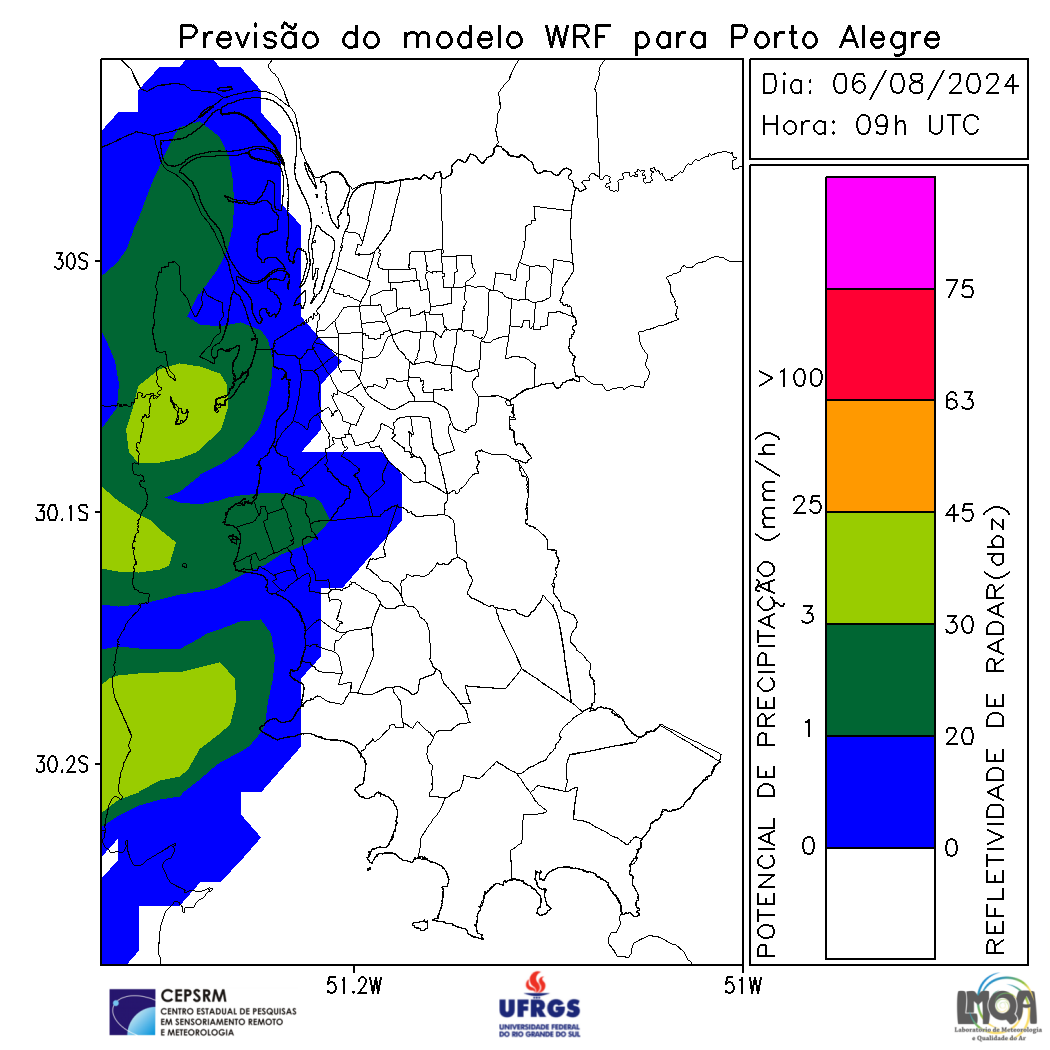 Previsão do modelo WRF para Porto Alegre
Dia: 06/08/2024
Hora: 09h UTC
30S
30.1S
30.2S
51.2W
51W
POTENCIAL DE PRECIPITAÇÃO (mm/h)
>100
25
3
1
0
75
63
45
30
20
0
REFLETIVIDADE DE RADAR(dbz)
CEPSRM
CENTRO ESTADUAL DE PESQUISAS
EM SENSORIAMENTO REMOTO
E METEOROLOGIA
UFRGS
UNIVERSIDADE FEDERAL
DO RIO GRANDE DO SUL
LMQA
Laboratório de Meteorologia
e Qualidade do Ar